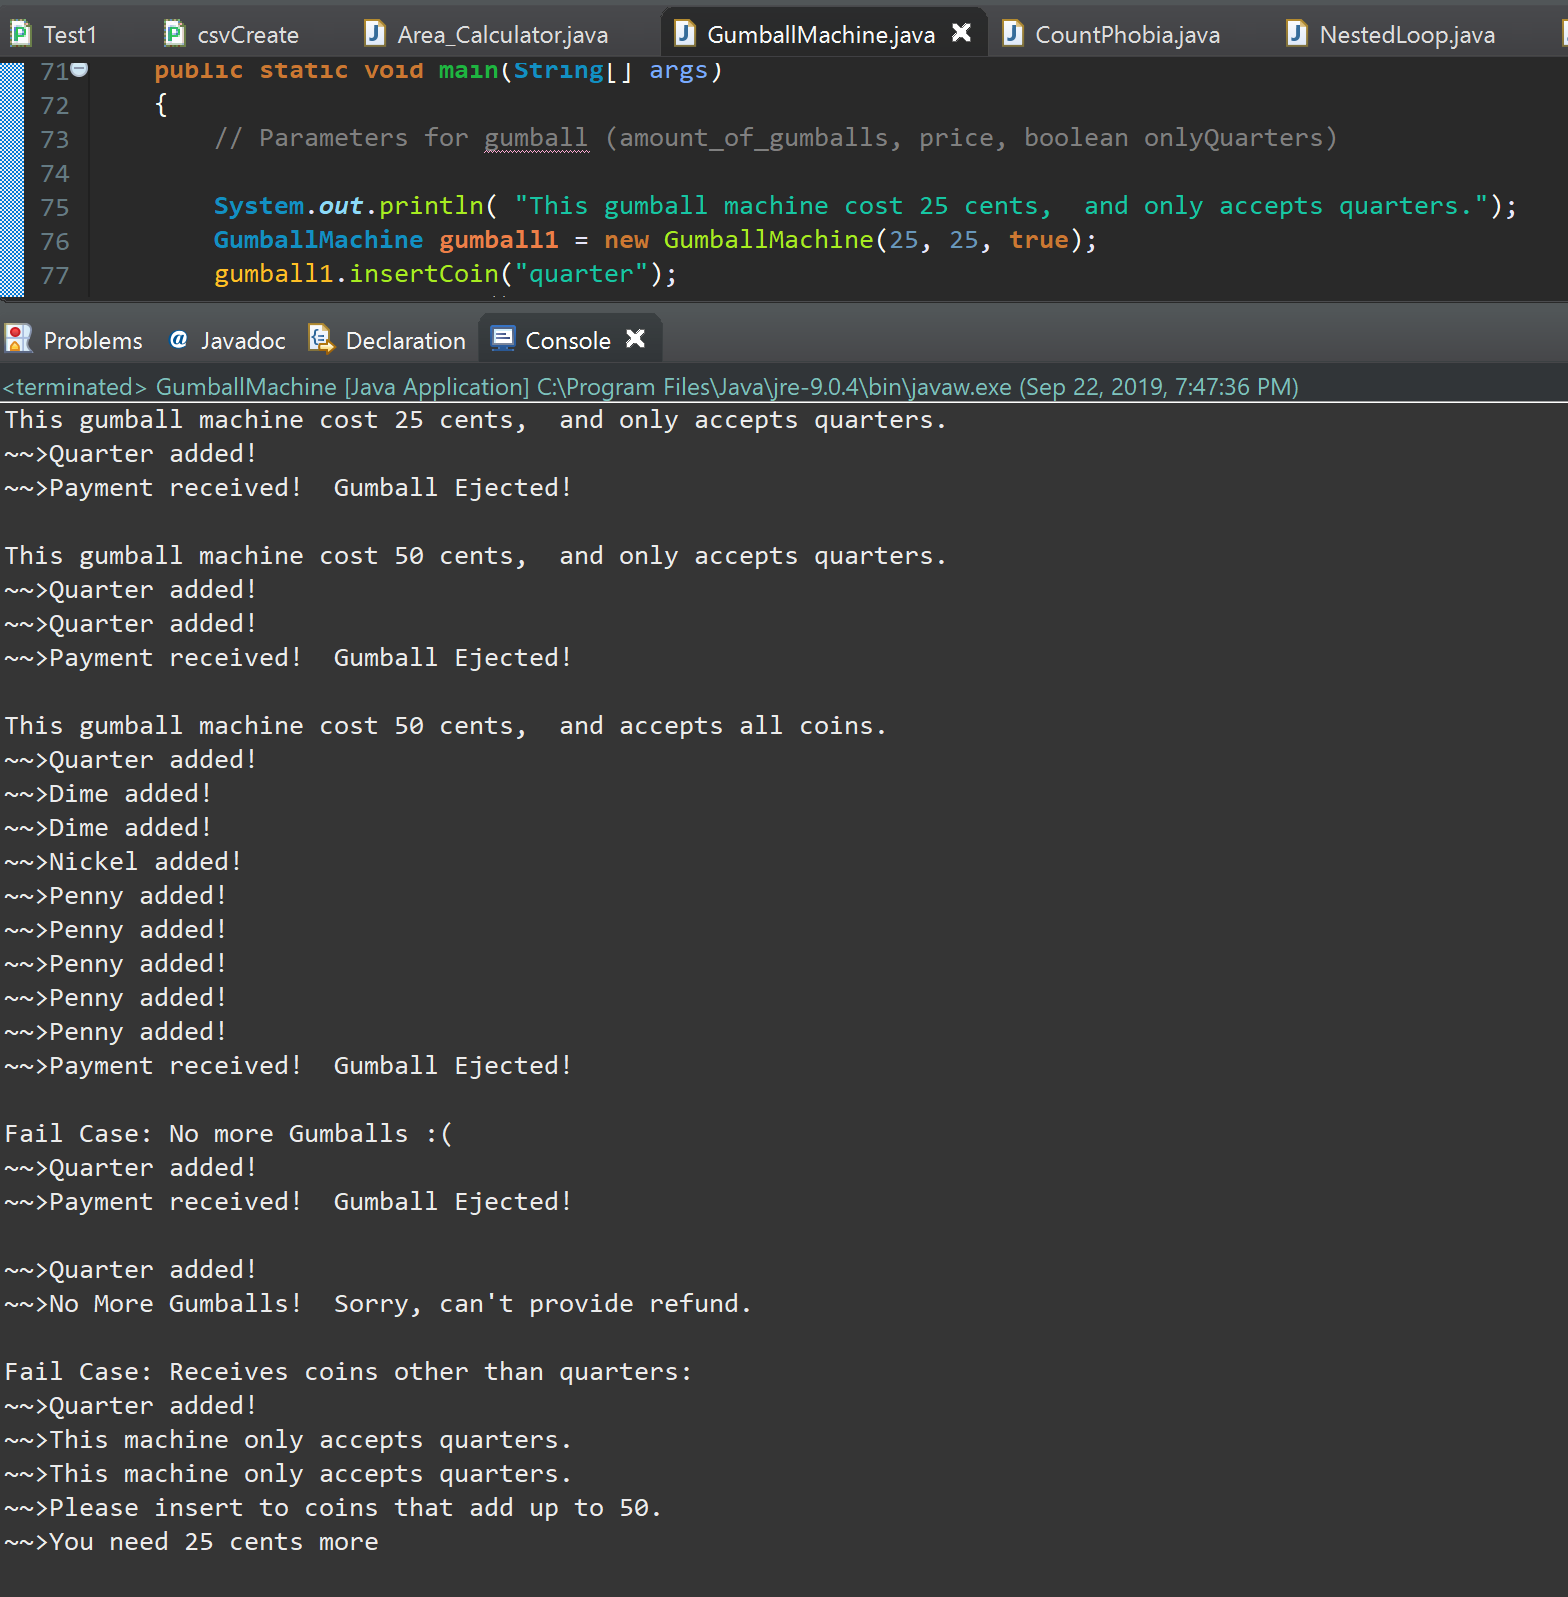 Test1 csvCreate Area_Calculator.java GumballMachine.java CountPhobia.java NestedLoop.java
71 public static void main(String[] args)
72 {
73 // Parameters for gumball (amount_of_gumballs, price, boolean onlyQuarters)
74
75 System.out.println( "This gumball machine cost 25 cents,  and only accepts quarters.");
76 GumballMachine gumball1 = new GumballMachine(25, 25, true);
77 gumball1.insertCoin("quarter");
Problems @ Javadoc Declaration Console
<terminated> GumballMachine [Java Application] C:\Program Files\Java\jre-9.0.4\bin\javaw.exe (Sep 22, 2019, 7:47:36 PM)
This gumball machine cost 25 cents,  and only accepts quarters.
~~>Quarter added!
~~>Payment received!  Gumball Ejected!
This gumball machine cost 50 cents,  and only accepts quarters.
~~>Quarter added!
~~>Quarter added!
~~>Payment received!  Gumball Ejected!
This gumball machine cost 50 cents,  and accepts all coins.
~~>Quarter added!
~~>Dime added!
~~>Dime added!
~~>Nickel added!
~~>Penny added!
~~>Penny added!
~~>Penny added!
~~>Penny added!
~~>Penny added!
~~>Payment received!  Gumball Ejected!
Fail Case: No more Gumballs :(
~~>Quarter added!
~~>Payment received!  Gumball Ejected!
~~>Quarter added!
~~>No More Gumballs!  Sorry, can't provide refund.
Fail Case: Receives coins other than quarters:
~~>Quarter added!
~~>This machine only accepts quarters.
~~>This machine only accepts quarters.
~~>Please insert to coins that add up to 50.
~~>You need 25 cents more